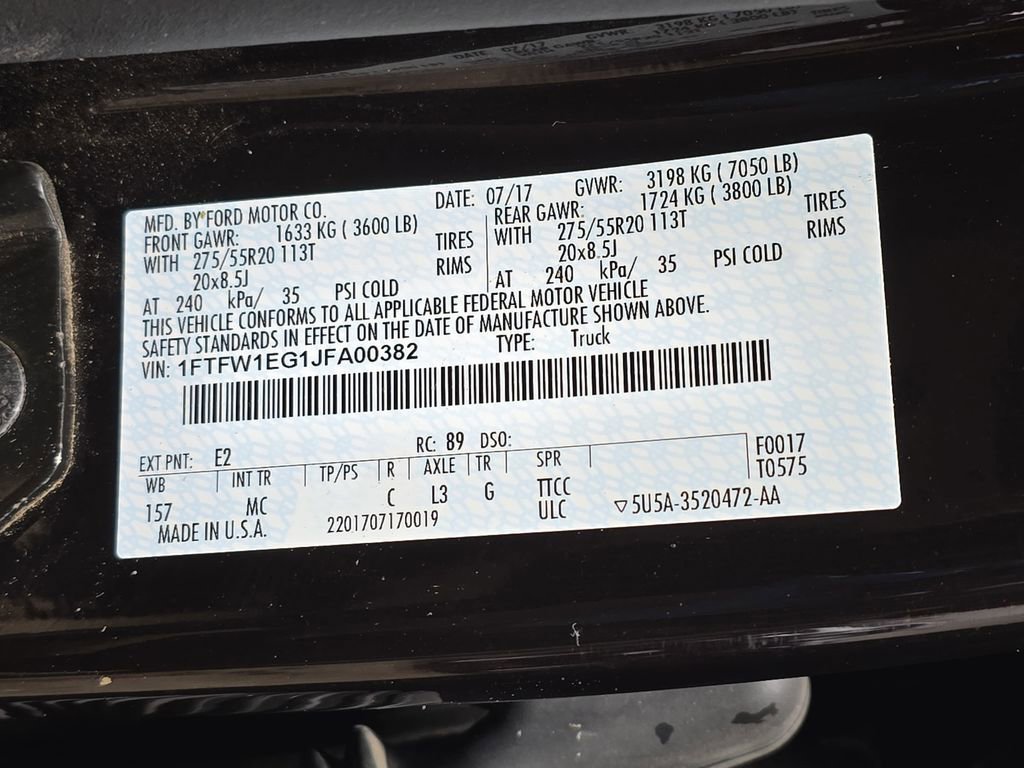 MFD. BY FORD MOTOR CO. DATE: 07/17 GVWR: 3198 KG ( 7050 LB)
FRONT GAWR: 1633 KG ( 3600 LB) REAR GAWR: 1724 KG ( 3800 LB)
WITH 275/55R20 113T TIRES WITH 275/55R20 113T TIRES
20x8.5J RIMS 20x8.5J RIMS
AT 240 kPa/ 35 PSI COLD AT 240 kPa/ 35 PSI COLD
THIS VEHICLE CONFORMS TO ALL APPLICABLE FEDERAL MOTOR VEHICLE
SAFETY STANDARDS IN EFFECT ON THE DATE OF MANUFACTURE SHOWN ABOVE.
VIN: 1FTFW1EG1JFA00382 TYPE: Truck
EXT PNT: E2 RC: 89 DSO: F0017
WB INT TR TP/PS R AXLE TR SPR T0575
157 MC C L3 G TTCC
MADE IN U.S.A. 2201707170019 ULC ▽5U5A-3520472-AA